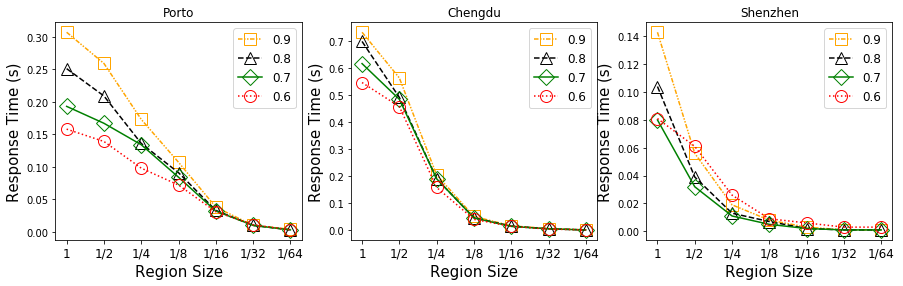 Porto
Response Time (s)
0.30
0.25
0.20
0.15
0.10
0.05
0.00
0.9
0.8
0.7
0.6
1 1/2 1/4 1/8 1/16 1/32 1/64
Region Size
Chengdu
Response Time (s)
0.7
0.6
0.5
0.4
0.3
0.2
0.1
0.0
0.9
0.8
0.7
0.6
1 1/2 1/4 1/8 1/16 1/32 1/64
Region Size
Shenzhen
Response Time (s)
0.14
0.12
0.10
0.08
0.06
0.04
0.02
0.00
0.9
0.8
0.7
0.6
1 1/2 1/4 1/8 1/16 1/32 1/64
Region Size